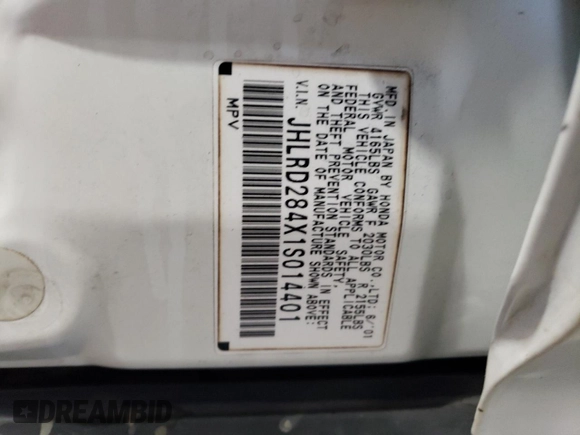 MFD. IN JAPAN BY HONDA MOTOR CO., LTD: 6/'01
GVWR 4165LBS GAWR F 2030LBS R 2155LBS
THIS VEHICLE CONFORMS TO ALL APPLICABLE
FEDERAL MOTOR VEHICLE SAFETY,
AND THEFT PREVENTION STANDARDS IN EFFECT
ON THE DATE OF MANUFACTURE SHOWN ABOVE:
V.I.N. JHLRD284X1S014401
MPV
DREAMBID